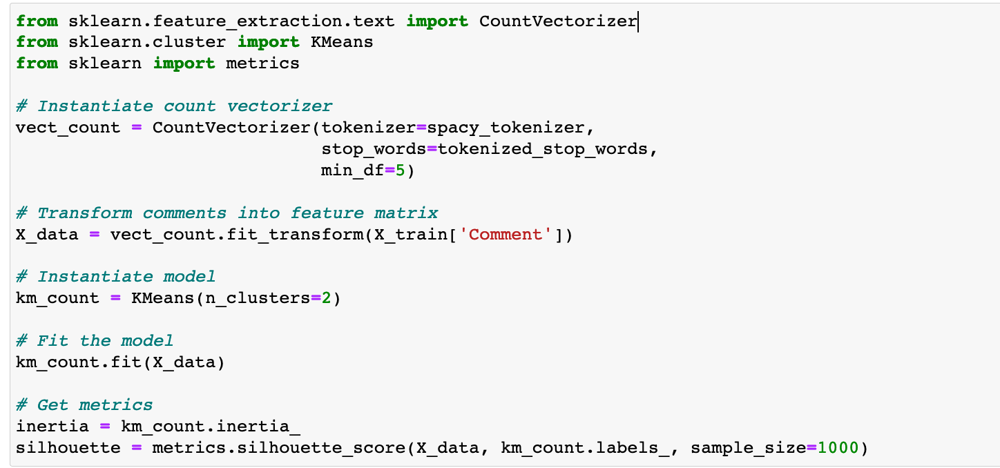 from sklearn.feature_extraction.text import CountVectorizer
from sklearn.cluster import KMeans
from sklearn import metrics
# Instantiate count vectorizer
vect_count = CountVectorizer(tokenizer=spacy_tokenizer,
stop_words=tokenized_stop_words,
min_df=5)
# Transform comments into feature matrix
X_data = vect_count.fit_transform(X_train['Comment'])
# Instantiate model
km_count = KMeans(n_clusters=2)
# Fit the model
km_count.fit(X_data)
# Get metrics
inertia = km_count.inertia_
silhouette = metrics.silhouette_score(X_data, km_count.labels_, sample_size=1000)